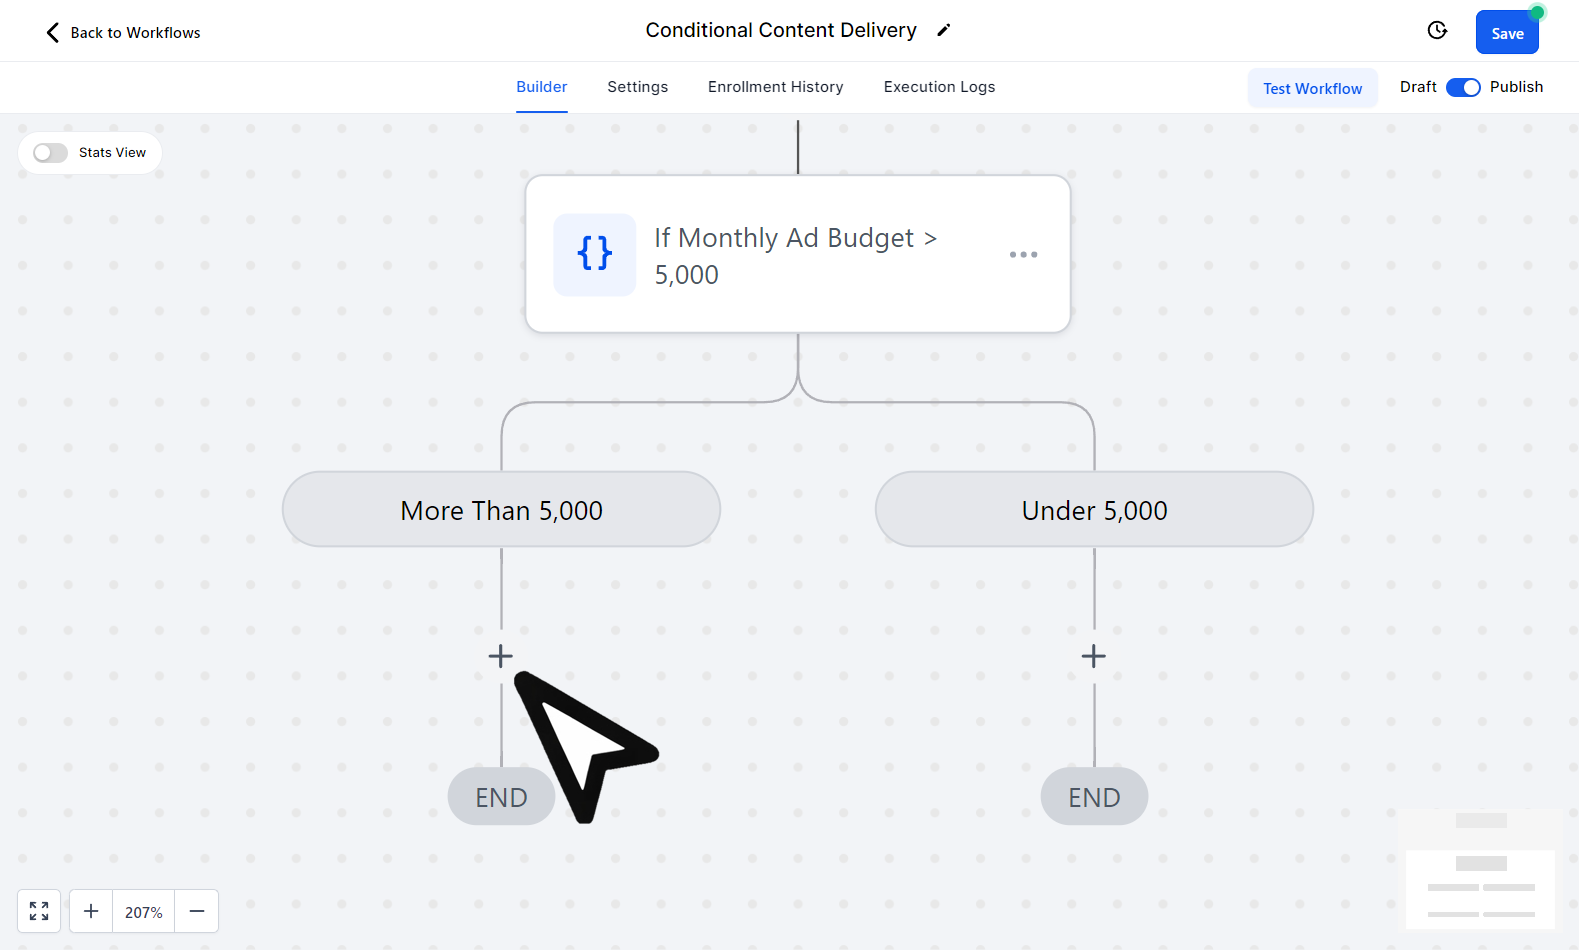 Back to Workflows
Conditional Content Delivery
Save
Builder
Settings
Enrollment History
Execution Logs
Test Workflow
Draft
Publish
Stats View
{}
If Monthly Ad Budget >
5,000
More Than 5,000
Under 5,000
END
END
207%